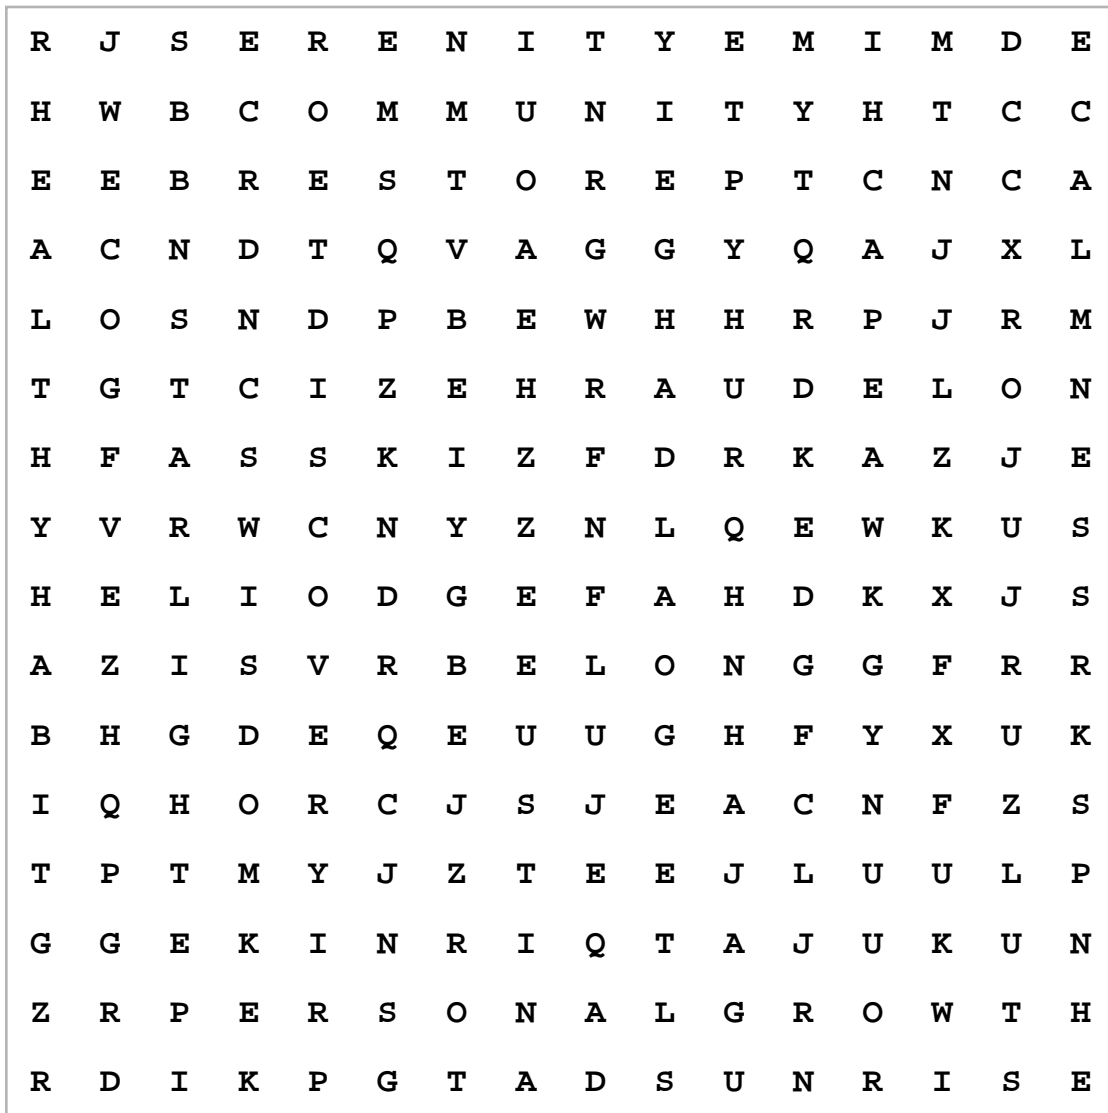 R J S E R E N I T Y E M I M D E
H W B C O M M U N I T Y H T C C
E E B R E S T O R E P T C N C A
A C N D T Q V A G G Y Q A J X L
L O S N D P B E W H H R P J R M
T G T C I Z E H R A U D E L O N
H F A S S K I Z F D R K A Z J E
Y V R W C N Y Z N L Q E W K U S
H E L I O D G E F A H D K X J S
A Z I S V R B E L O N G G F R R
B H G D E Q E U U G H F Y X U K
I Q H O R C J S J E A C N F Z S
T P T M Y J Z T E E J L U U L P
G G E K I N R I Q T A J U K U N
Z R P E R S O N A L G R O W T H
R D I K P G T A D S U N R I S E